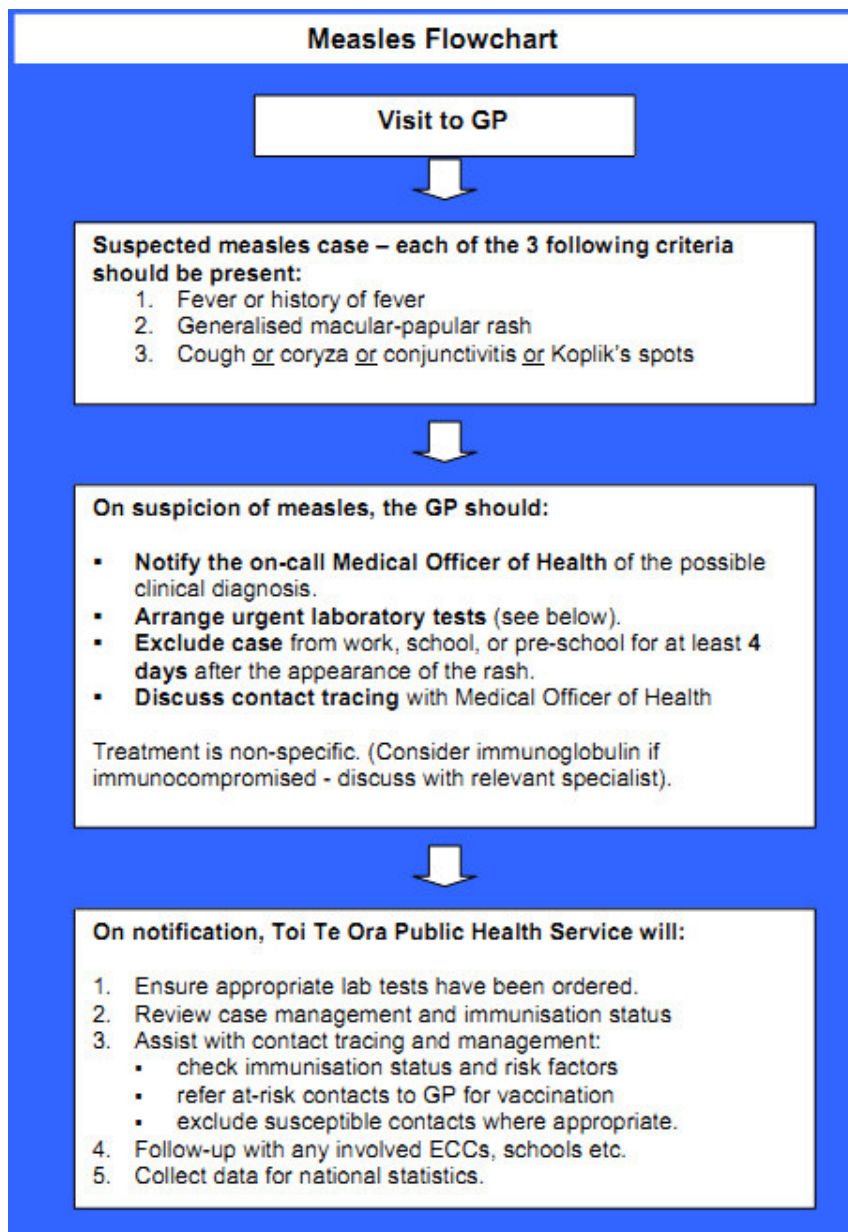 Measles Flowchart
Visit to GP
Suspected measles case – each of the 3 following criteria
should be present:
1. Fever or history of fever
2. Generalised macular-papular rash
3. Cough or coryza or conjunctivitis or Koplik's spots
On suspicion of measles, the GP should:
▪ Notify the on-call Medical Officer of Health of the possible
clinical diagnosis.
▪ Arrange urgent laboratory tests (see below).
▪ Exclude case from work, school, or pre-school for at least 4
days after the appearance of the rash.
▪ Discuss contact tracing with Medical Officer of Health
Treatment is non-specific. (Consider immunoglobulin if
immunocompromised - discuss with relevant specialist).
On notification, Toi Te Ora Public Health Service will:
1. Ensure appropriate lab tests have been ordered.
2. Review case management and immunisation status
3. Assist with contact tracing and management:
▪ check immunisation status and risk factors
▪ refer at-risk contacts to GP for vaccination
▪ exclude susceptible contacts where appropriate.
4. Follow-up with any involved ECCs, schools etc.
5. Collect data for national statistics.